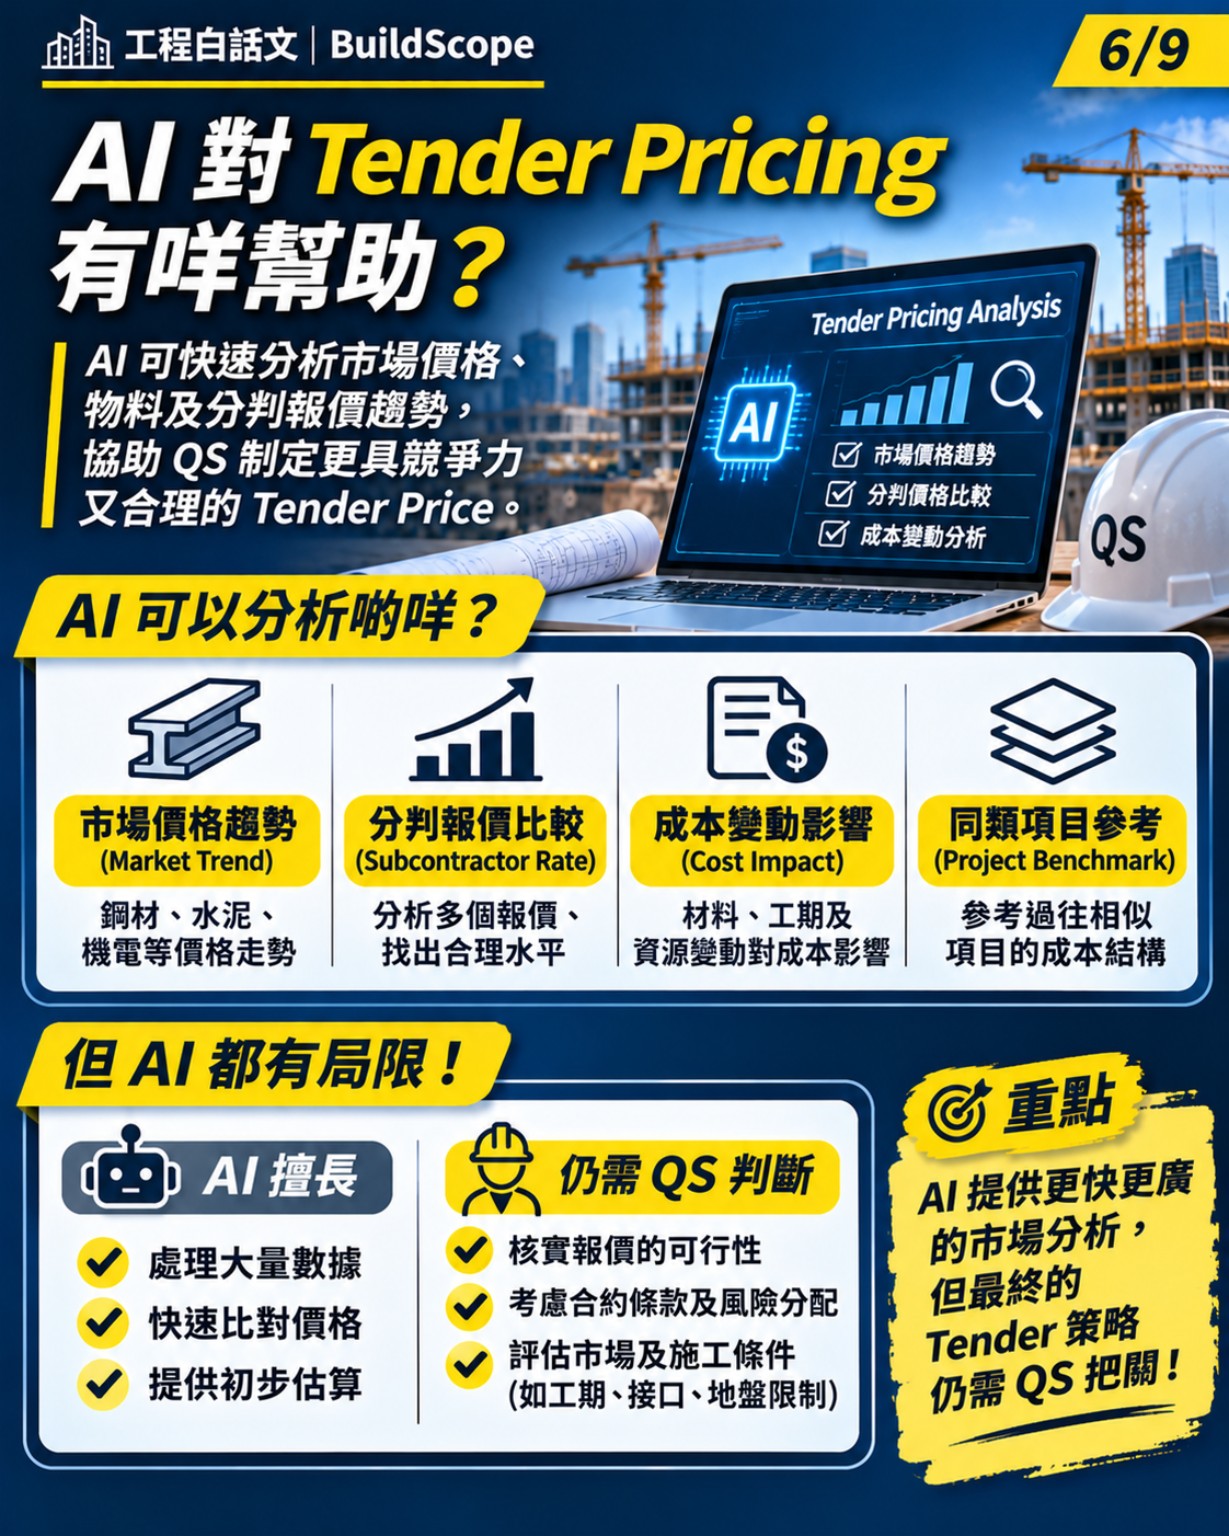 工程白話文｜BuildScope
6/9
AI 對 Tender Pricing
有咩幫助？
AI 可快速分析市場價格、
物料及分判報價趨勢，
協助 QS 制定更具競爭力
又合理的 Tender Price。
Tender Pricing Analysis
AI
市場價格趨勢
分判價格比較
成本變動分析
QS
AI 可以分析啲咩？
市場價格趨勢
(Market Trend)
鋼材、水泥、
機電等價格走勢
分判報價比較
(Subcontractor Rate)
分析多個報價、
找出合理水平
$
成本變動影響
(Cost Impact)
材料、工期及
資源變動對成本影響
同類項目參考
(Project Benchmark)
參考過往相似
項目的成本結構
但 AI 都有局限！
AI 擅長
處理大量數據
快速比對價格
提供初步估算
仍需 QS 判斷
核實報價的可行性
考慮合約條款及風險分配
評估市場及施工條件
(如工期、接口、地盤限制)
重點
AI 提供更快更廣
的市場分析，
但最終的
Tender 策略
仍需 QS 把關！